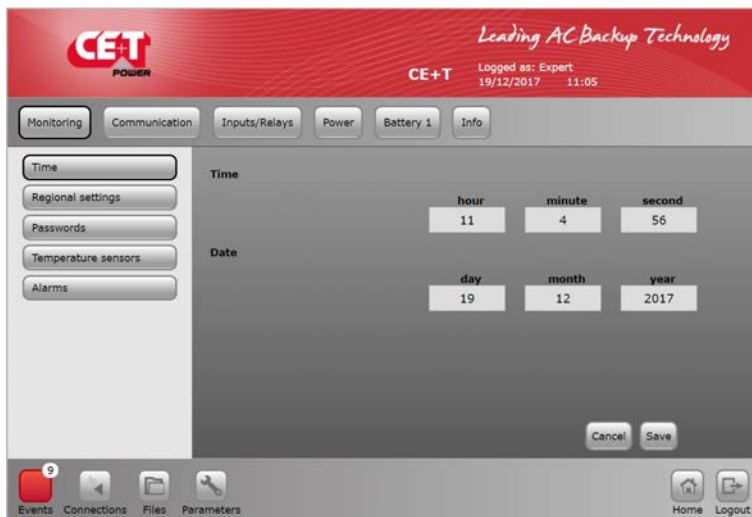 CE+T
POWER
Leading AC Backup Technology
CE+T
Logged as: Expert
19/12/2017 11:05
Monitoring Communication Inputs/Relays Power Battery 1 Info
Time
Regional settings
Passwords
Temperature sensors
Alarms
Time
hour minute second
11 4 56
Date
day month year
19 12 2017
Cancel Save
9
Events Connections Files Parameters Home Logout